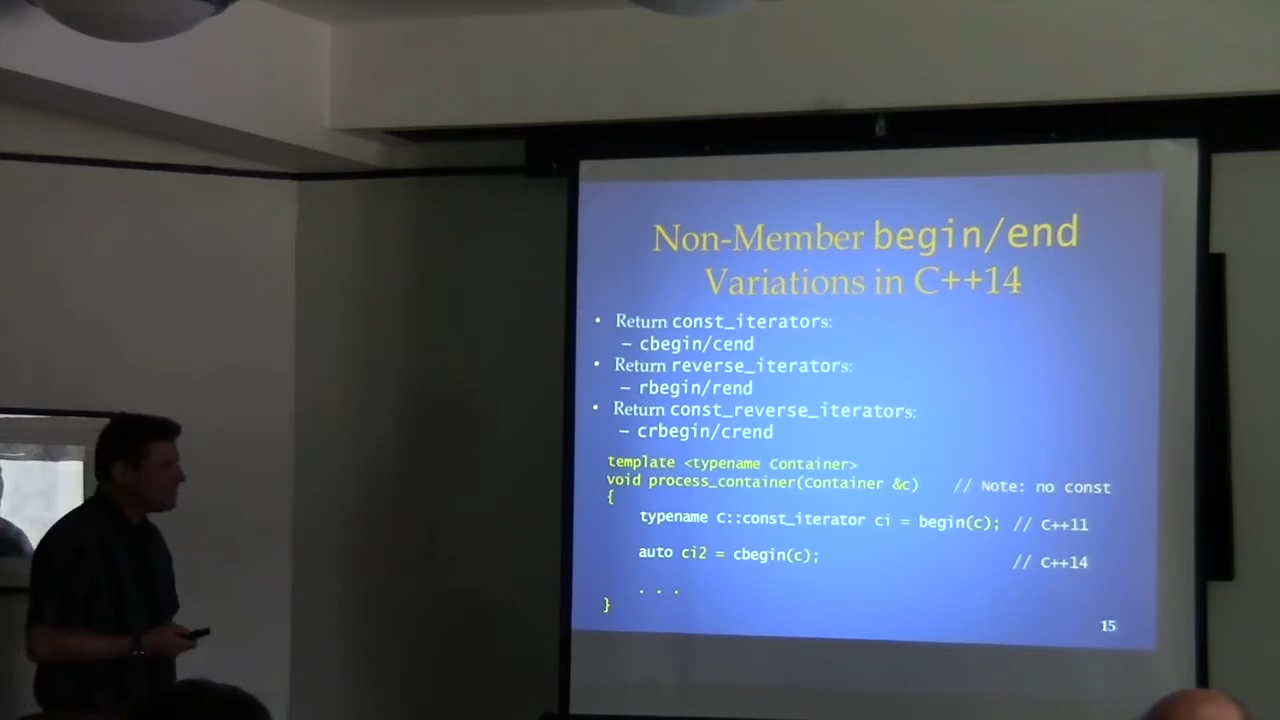 Non-Member begin/end
Variations in C++14
• Return const_iterators:
– cbegin/cend
• Return reverse_iterators:
– rbegin/rend
• Return const_reverse_iterators:
– crbegin/crend
template <typename Container>
void process_container(Container &c) // Note: no const
{
typename C::const_iterator ci = begin(c); // C++11
auto ci2 = cbegin(c); // C++14
. . .
}
15